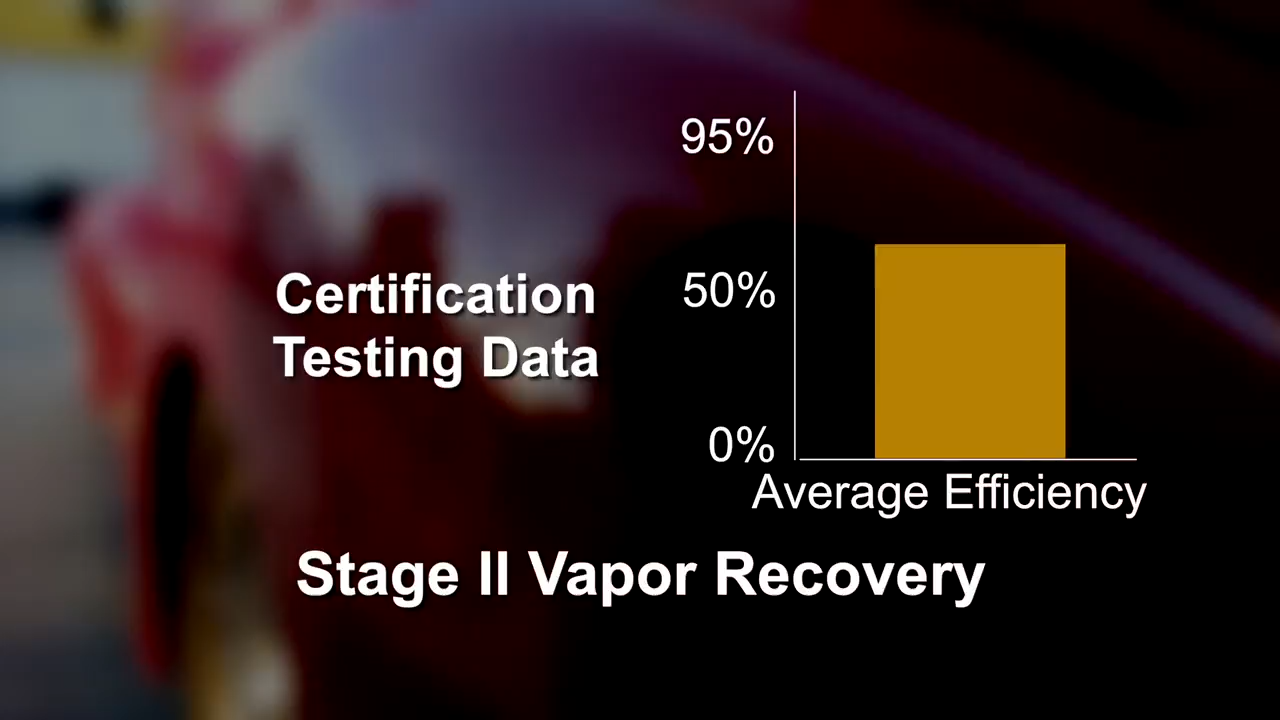 95%
Certification
Testing Data
50%
0%
Average Efficiency
Stage II Vapor Recovery